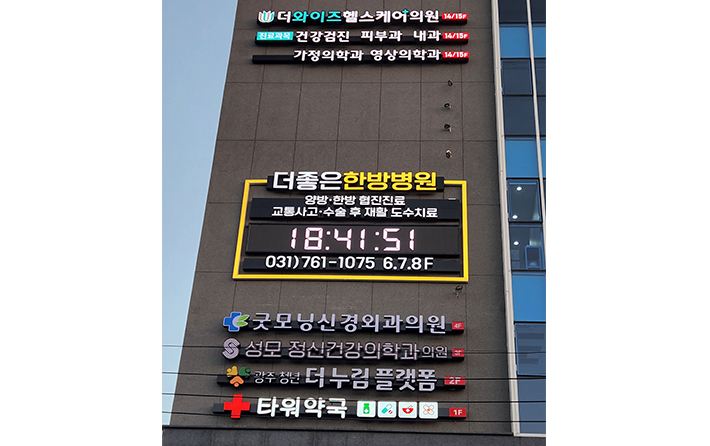 더와이즈헬스케어의원 14/15F
진료과목 건강검진 피부과 내과 14/15F
가정의학과 영상의학과 14/15F
더좋은한방병원
양방·한방 협진진료
교통사고·수술 후 재활 도수치료
18:41:51
031)761-1075 6.7.8F
굿모닝신경외과의원 4F
성모 정신건강의학과의원
광주청년 더누림플랫폼 2F
타워약국 1F